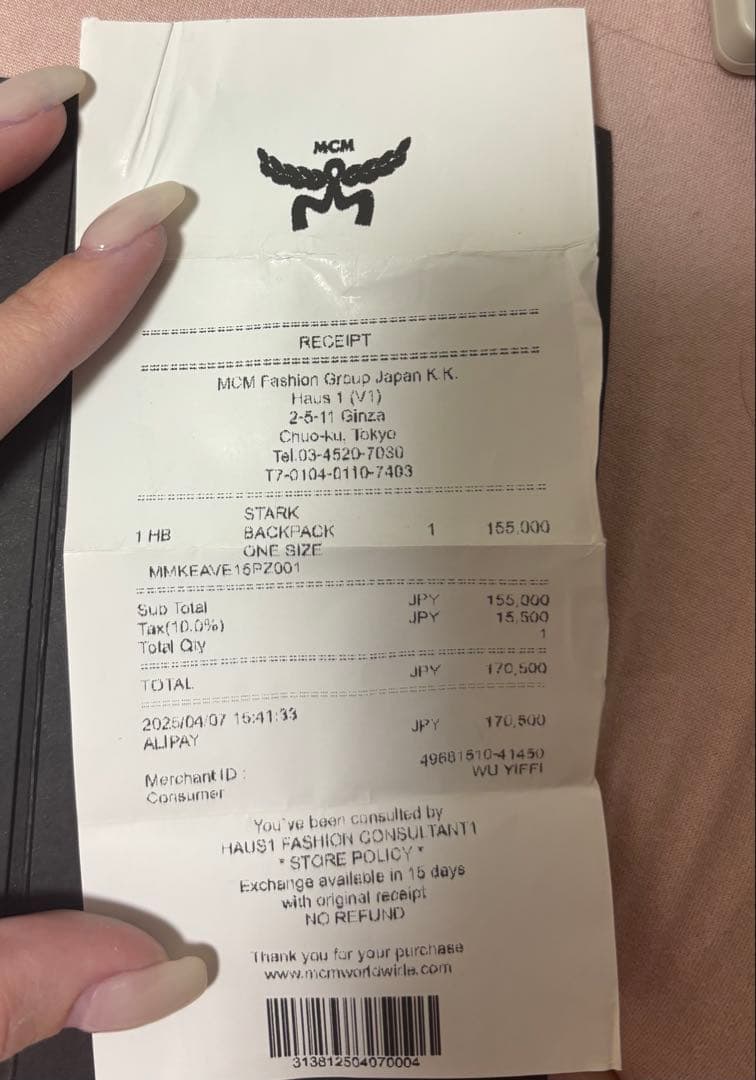 MCM
RECEIPT
MCM Fashion Group Japan K.K.
Haus 1 (V1)
2-5-11 Ginza
Chuo-ku, Tokyo
Tel.03-4520-7030
T7-0104-0110-7403
STARK
1 HB BACKPACK 1 155,000
ONE SIZE
MMKEAVE16PZ001
Sub Total JPY 155,000
Tax(10.0%) JPY 15,500
Total Qty 1
TOTAL JPY 170,500
2025/04/07 15:41:33
ALIPAY JPY 170,500
Merchant ID : 49681510-41450
Consumer WU YIFFI
You've been consulted by
HAUS1 FASHION CONSULTANT1
* STORE POLICY *
Exchange available in 15 days
with original receipt
NO REFUND
Thank you for your purchase
www.mcmworldwide.com
313812504070004